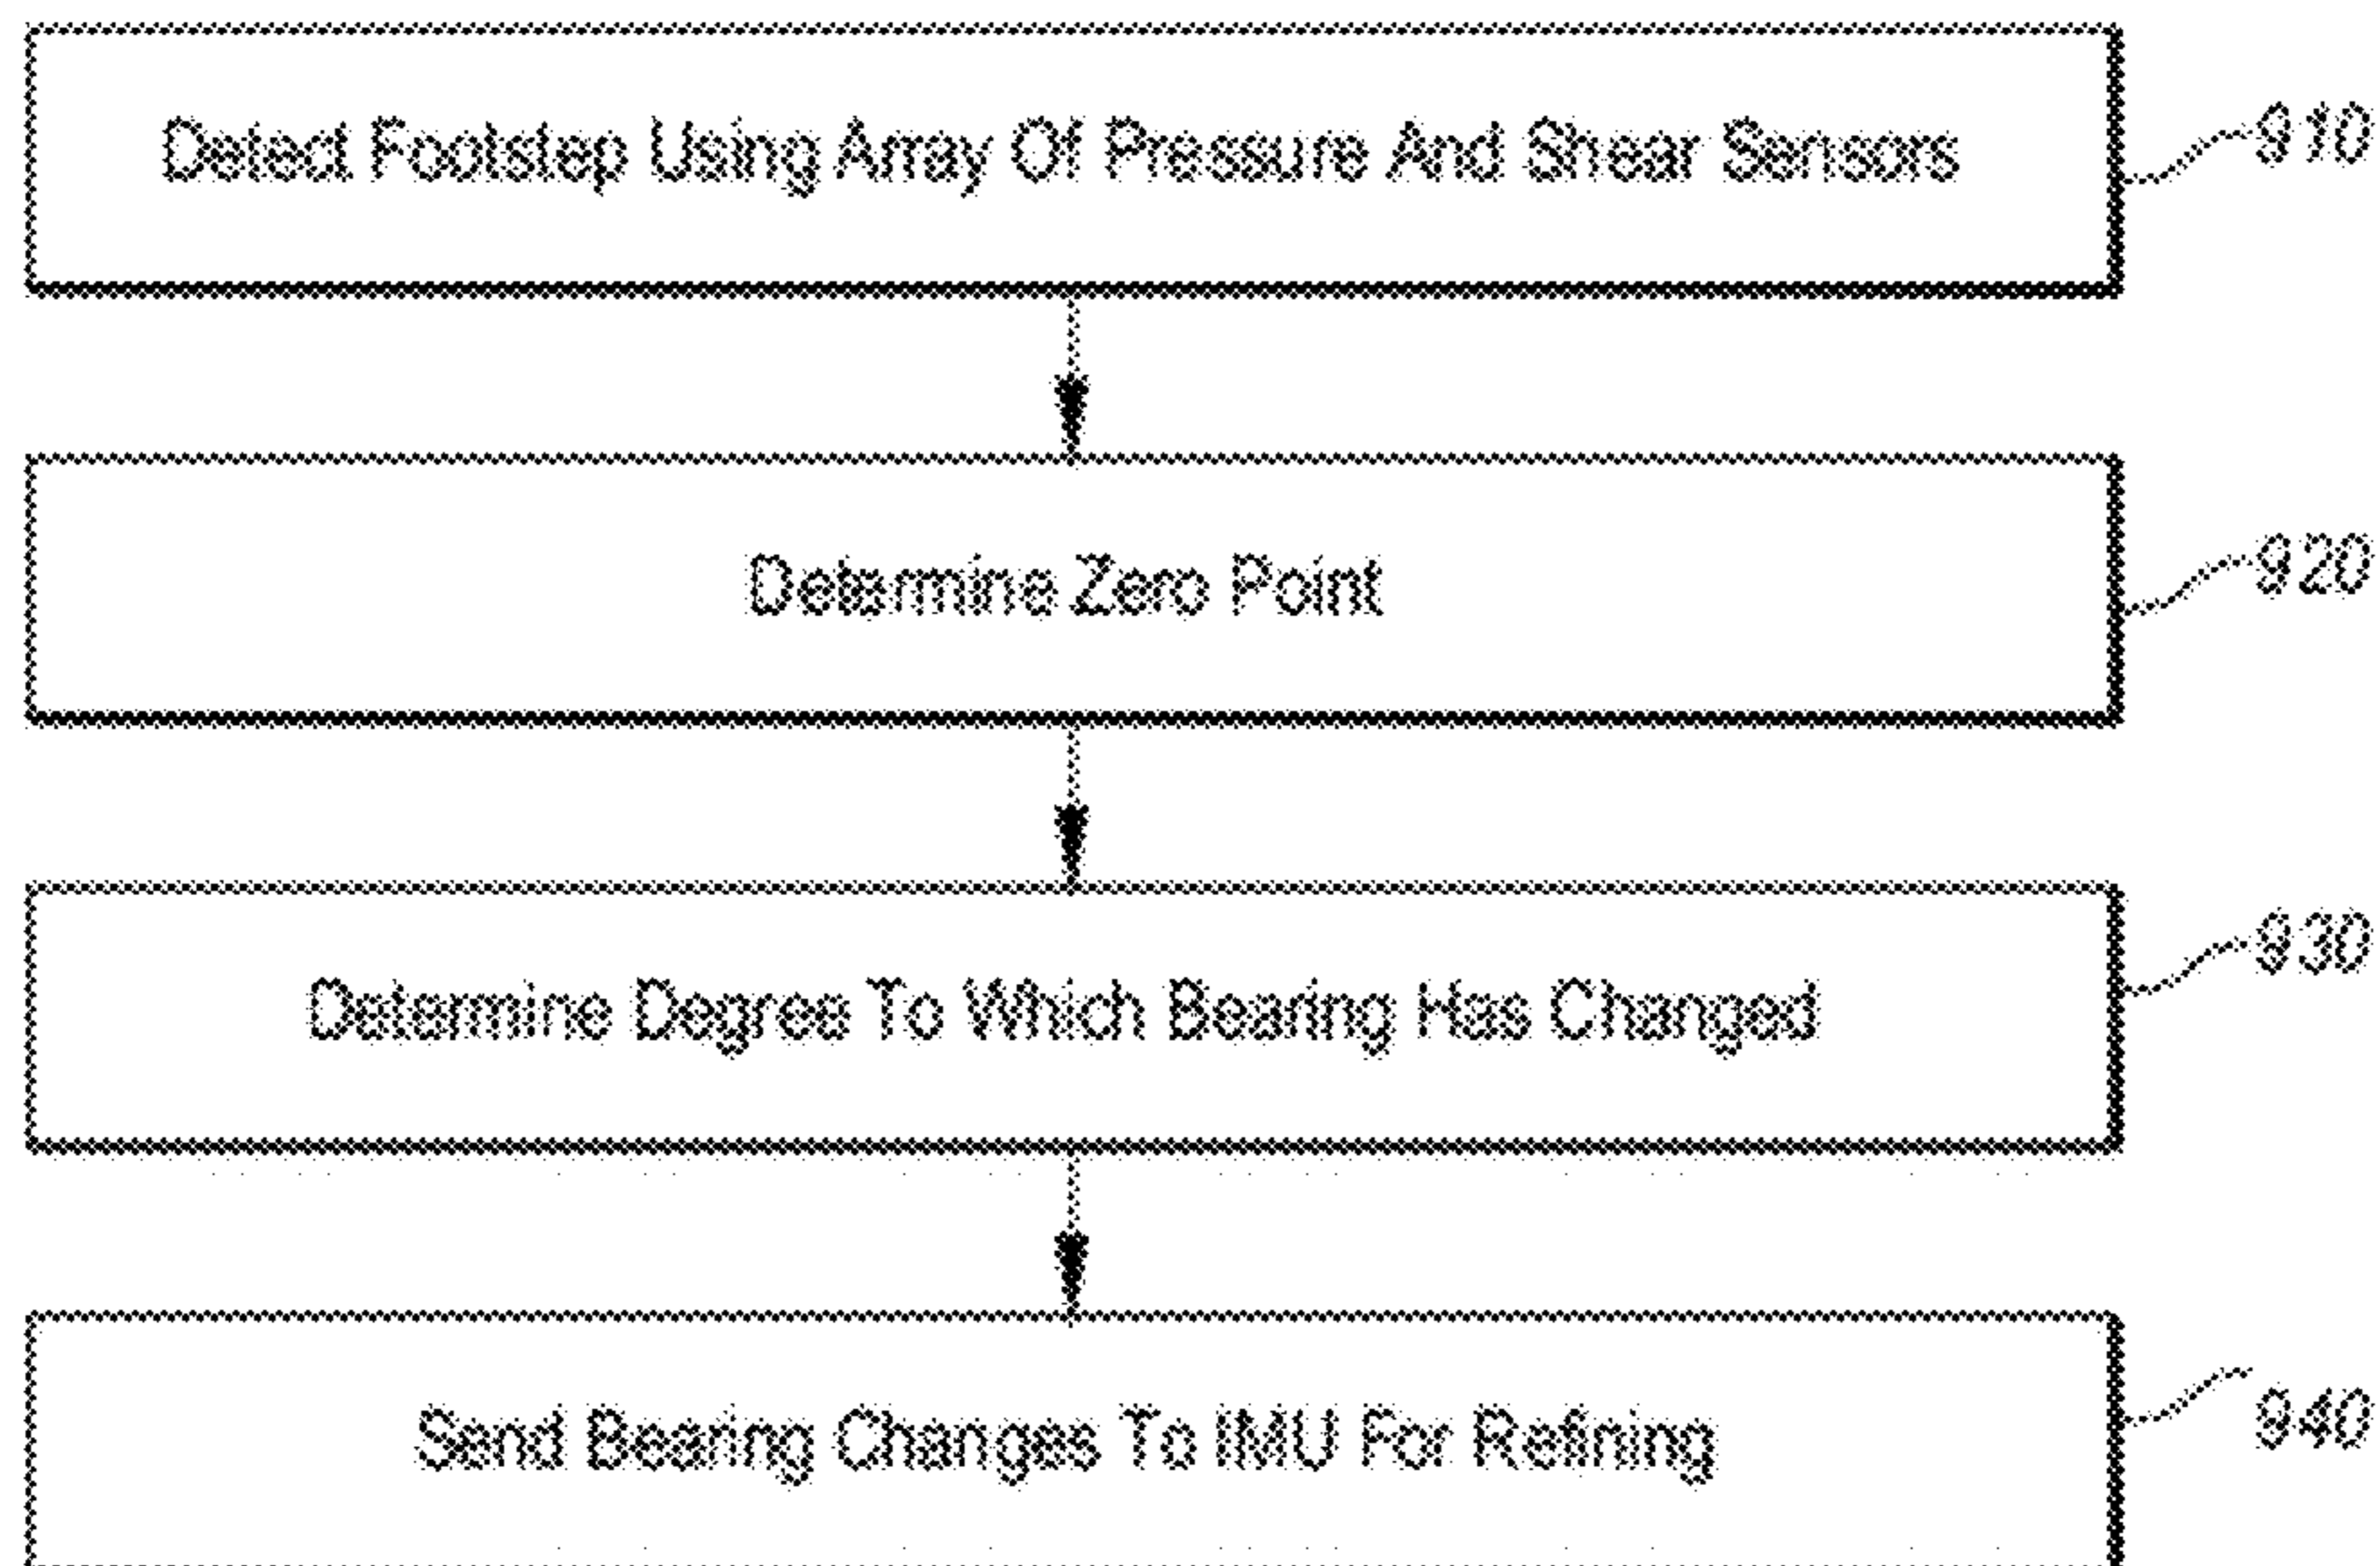 Detect Footstep Using Array Of Pressure And Shear Sensors
910
Determine Zero Point
920
Determine Degree To Which Bearing Has Changed
930
Send Bearing Changes To IMU For Refining
940